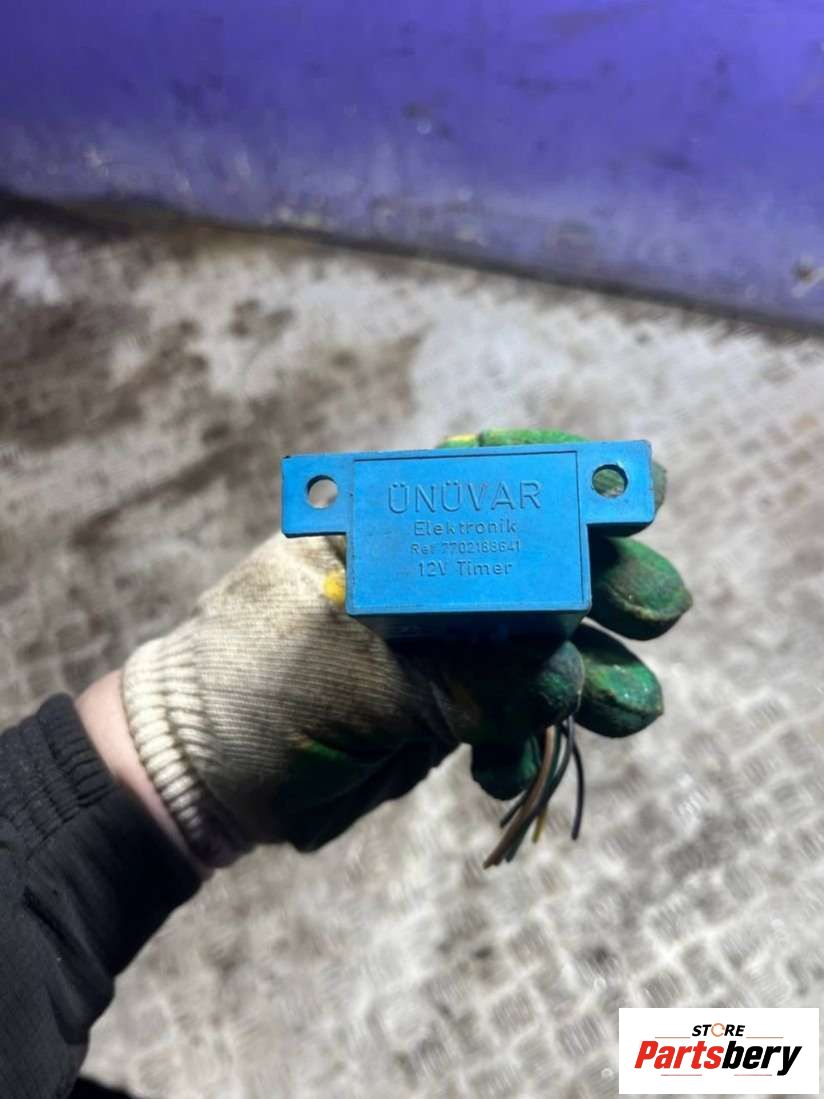 ÜNÜVAR
Elektronik
Ref 7702188641
12V Timer
STORE
Partsbery